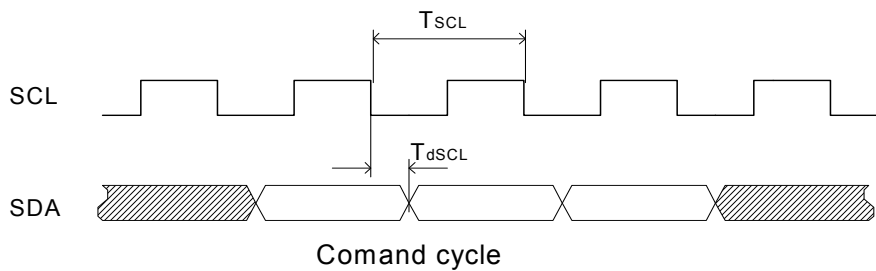 TSCL
SCL
TdSCL
SDA
Comand cycle